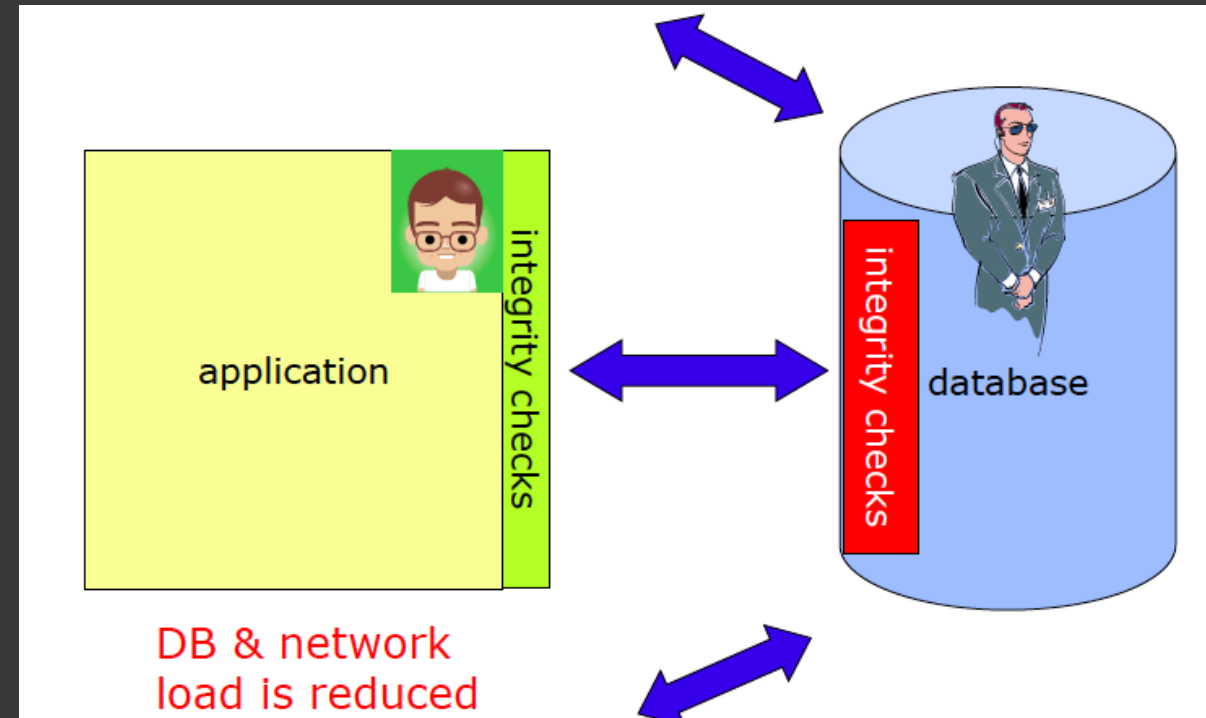 application
integrity checks
integrity checks
database
DB & network
load is reduced